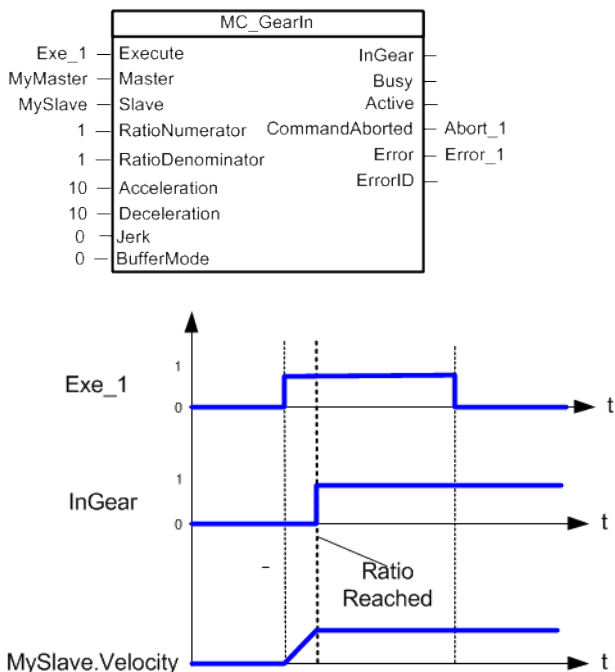 MC_GearIn
Exe_1 Execute InGear
MyMaster Master Busy
MySlave Slave Active
1 RatioNumerator CommandAborted Abort_1
1 RatioDenominator Error Error_1
10 Acceleration ErrorID
10 Deceleration
0 Jerk
0 BufferMode
1
Exe_1
0 t
1
InGear
0 t
Ratio
Reached
MySlave.Velocity t